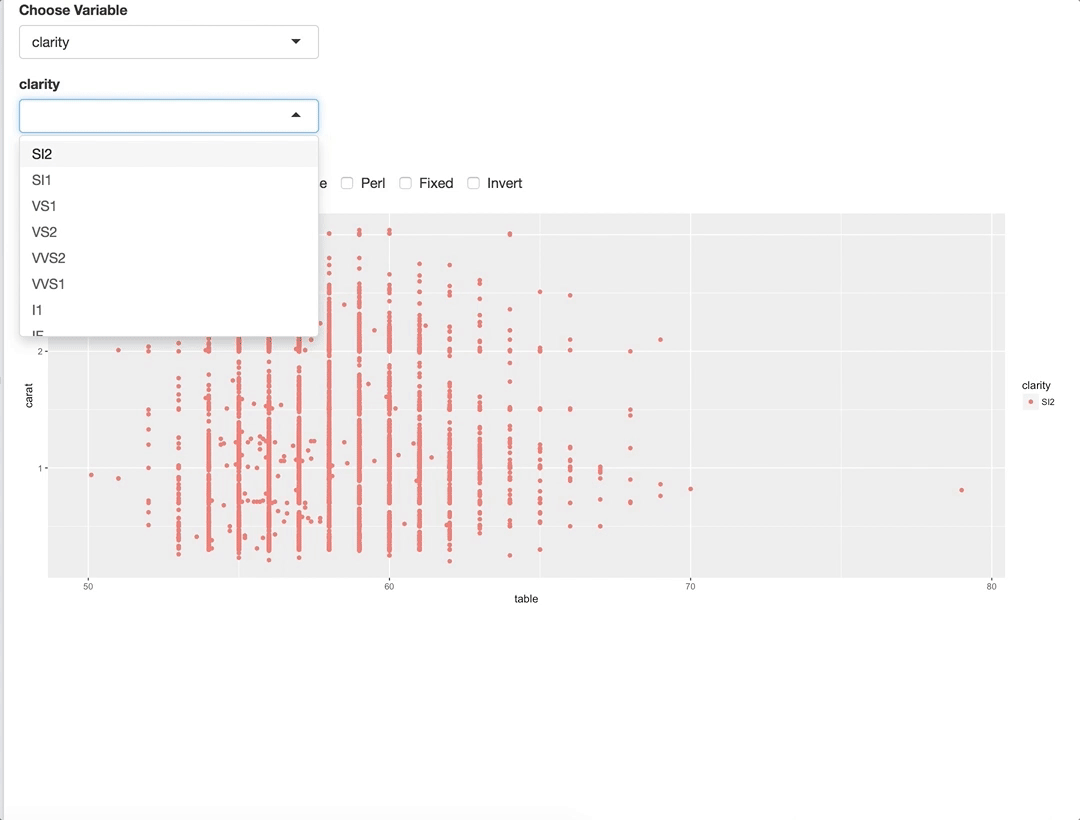 Choose Variable
clarity
clarity
SI2
SI1
VS1
VS2
VVS2
VVS1
I1
e Perl Fixed Invert
2
1
carat
50 60 70 80
table
clarity
SI2